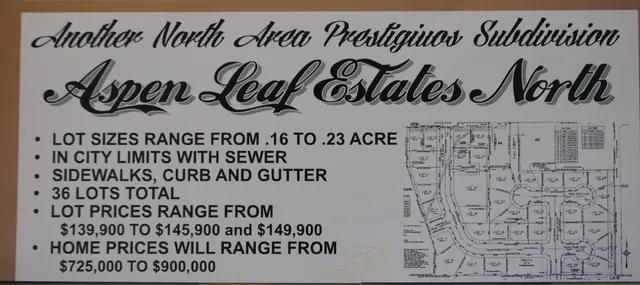 Another North Area Prestigiuos Subdivision
Aspen Leaf Estates North
• LOT SIZES RANGE FROM .16 TO .23 ACRE
• IN CITY LIMITS WITH SEWER
• SIDEWALKS, CURB AND GUTTER
• 36 LOTS TOTAL
• LOT PRICES RANGE FROM
$139,900 TO $145,900 and $149,900
• HOME PRICES WILL RANGE FROM
$725,000 TO $900,000